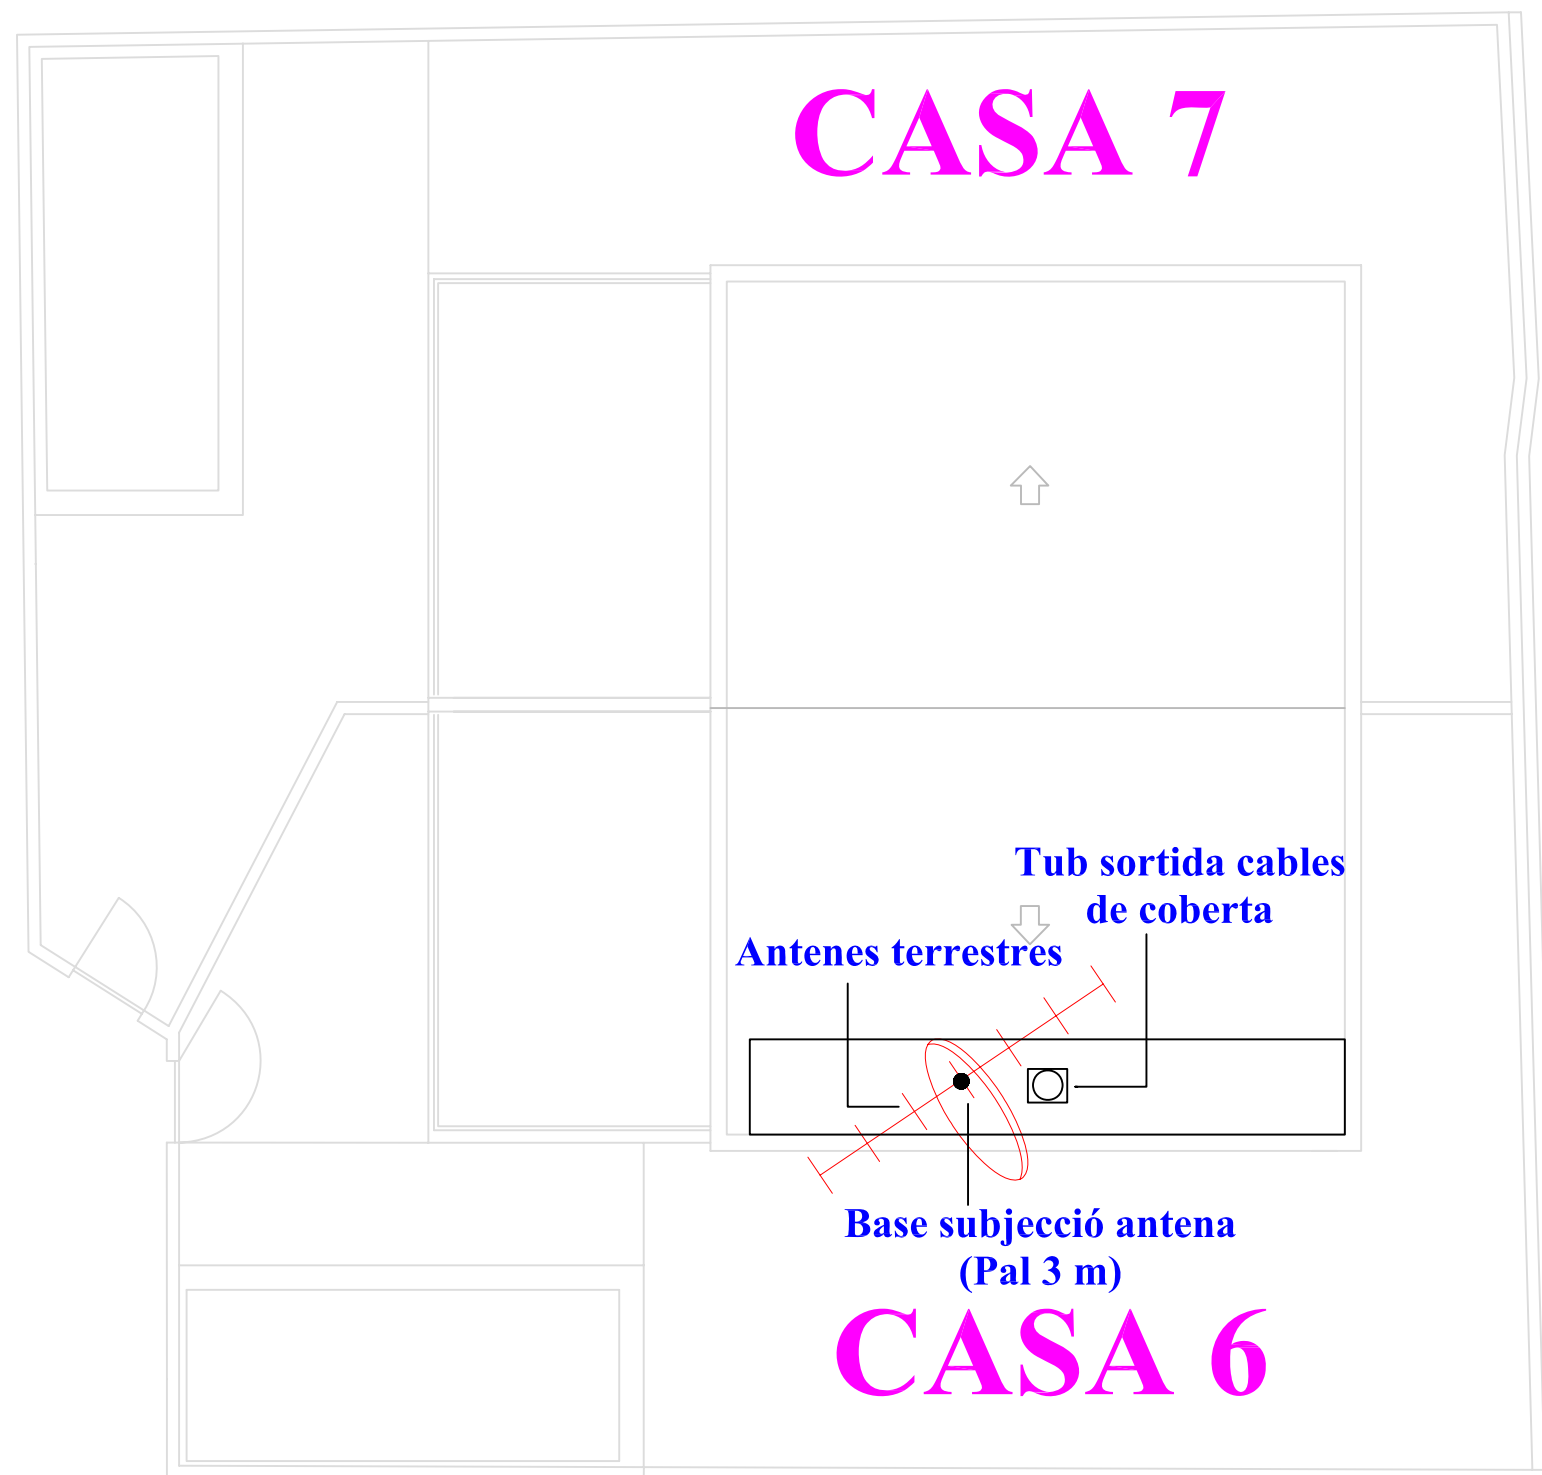 CASA 7
Tub sortida cables
de coberta
Antenes terrestres
Base subjecció antena
(Pal 3 m)
CASA 6